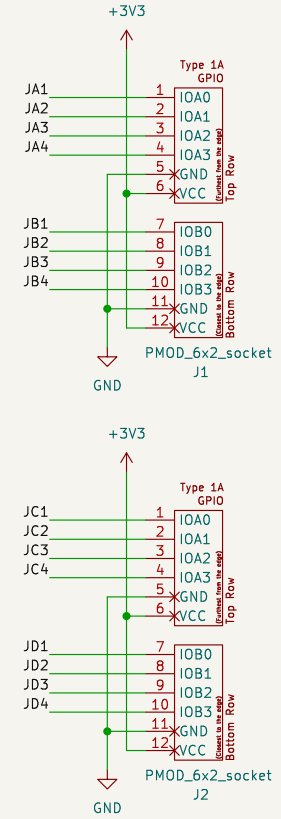 +3V3
Type 1A
GPIO
JA1 1 IOA0
JA2 2 IOA1
JA3 3 IOA2
JA4 4 IOA3
5 GND
6 VCC
(Furthest from the edge)
Top Row
JB1 7 IOB0
JB2 8 IOB1
JB3 9 IOB2
JB4 10 IOB3
11 GND
12 VCC
(Closest to the edge)
Bottom Row
PMOD_6x2_socket
J1
GND
+3V3
Type 1A
GPIO
JC1 1 IOA0
JC2 2 IOA1
JC3 3 IOA2
JC4 4 IOA3
5 GND
6 VCC
(Furthest from the edge)
Top Row
JD1 7 IOB0
JD2 8 IOB1
JD3 9 IOB2
JD4 10 IOB3
11 GND
12 VCC
(Closest to the edge)
Bottom Row
PMOD_6x2_socket
J2
GND